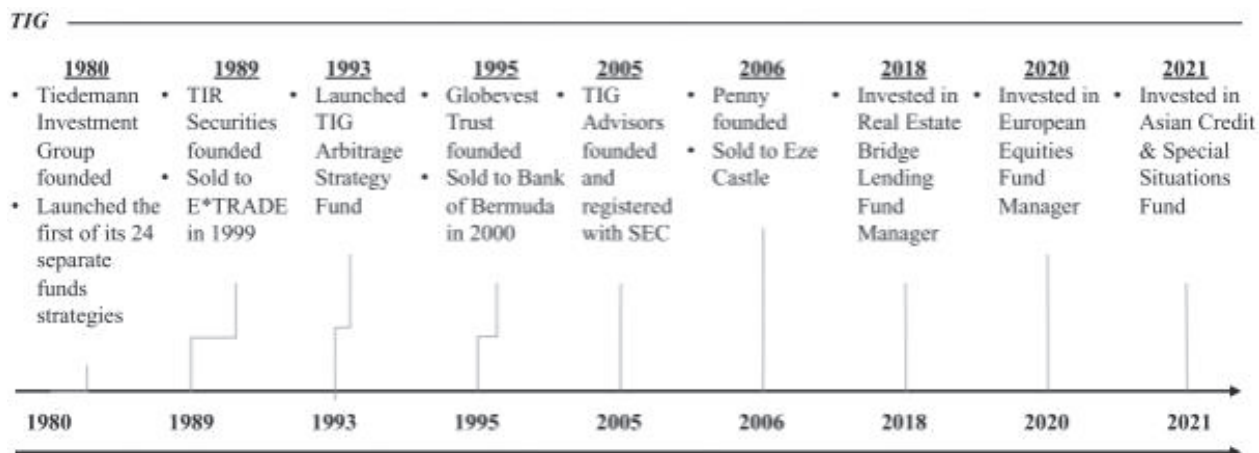 TIG
1980
• Tiedemann
Investment
Group
founded
• Launched the
first of its 24
separate
funds
strategies
1989
• TIR
Securities
founded
• Sold to
E*TRADE
in 1999
1993
• Launched
TIG
Arbitrage
Strategy
Fund
1995
• Globevest
Trust
founded
• Sold to Bank
of Bermuda
in 2000
2005
• TIG
Advisors
founded
and
registered
with SEC
2006
• Penny
founded
• Sold to Eze
Castle
2018
• Invested in
Real Estate
Bridge
Lending
Fund
Manager
2020
• Invested in
European
Equities
Fund
Manager
2021
• Invested in
Asian Credit
& Special
Situations
Fund
1980 1989 1993 1995 2005 2006 2018 2020 2021